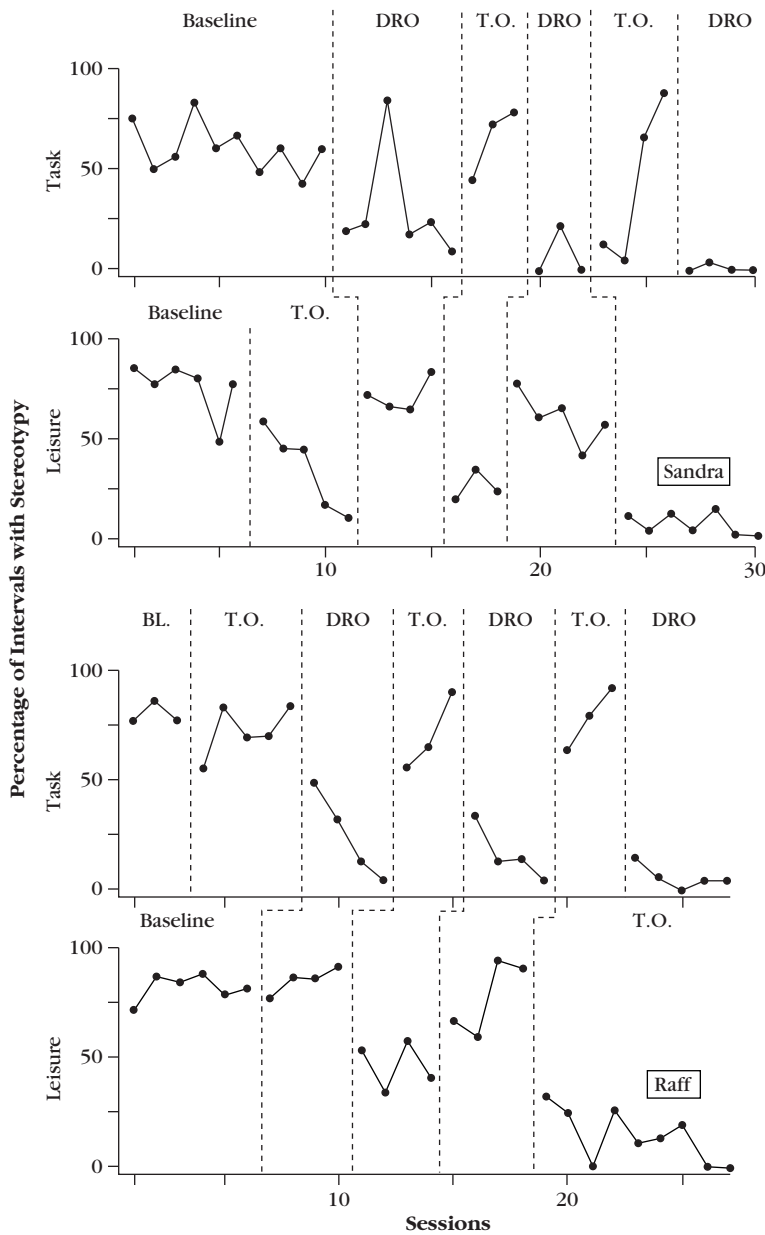 Baseline DRO T.O. DRO T.O. DRO
100
50
0
Task
Baseline T.O.
100
50
0
Leisure
Sandra
10 20 30
Percentage of Intervals with Stereotypy
BL. T.O. DRO T.O. DRO T.O. DRO
100
50
0
Task
Baseline T.O.
100
50
0
Leisure
Raff
10 20
Sessions